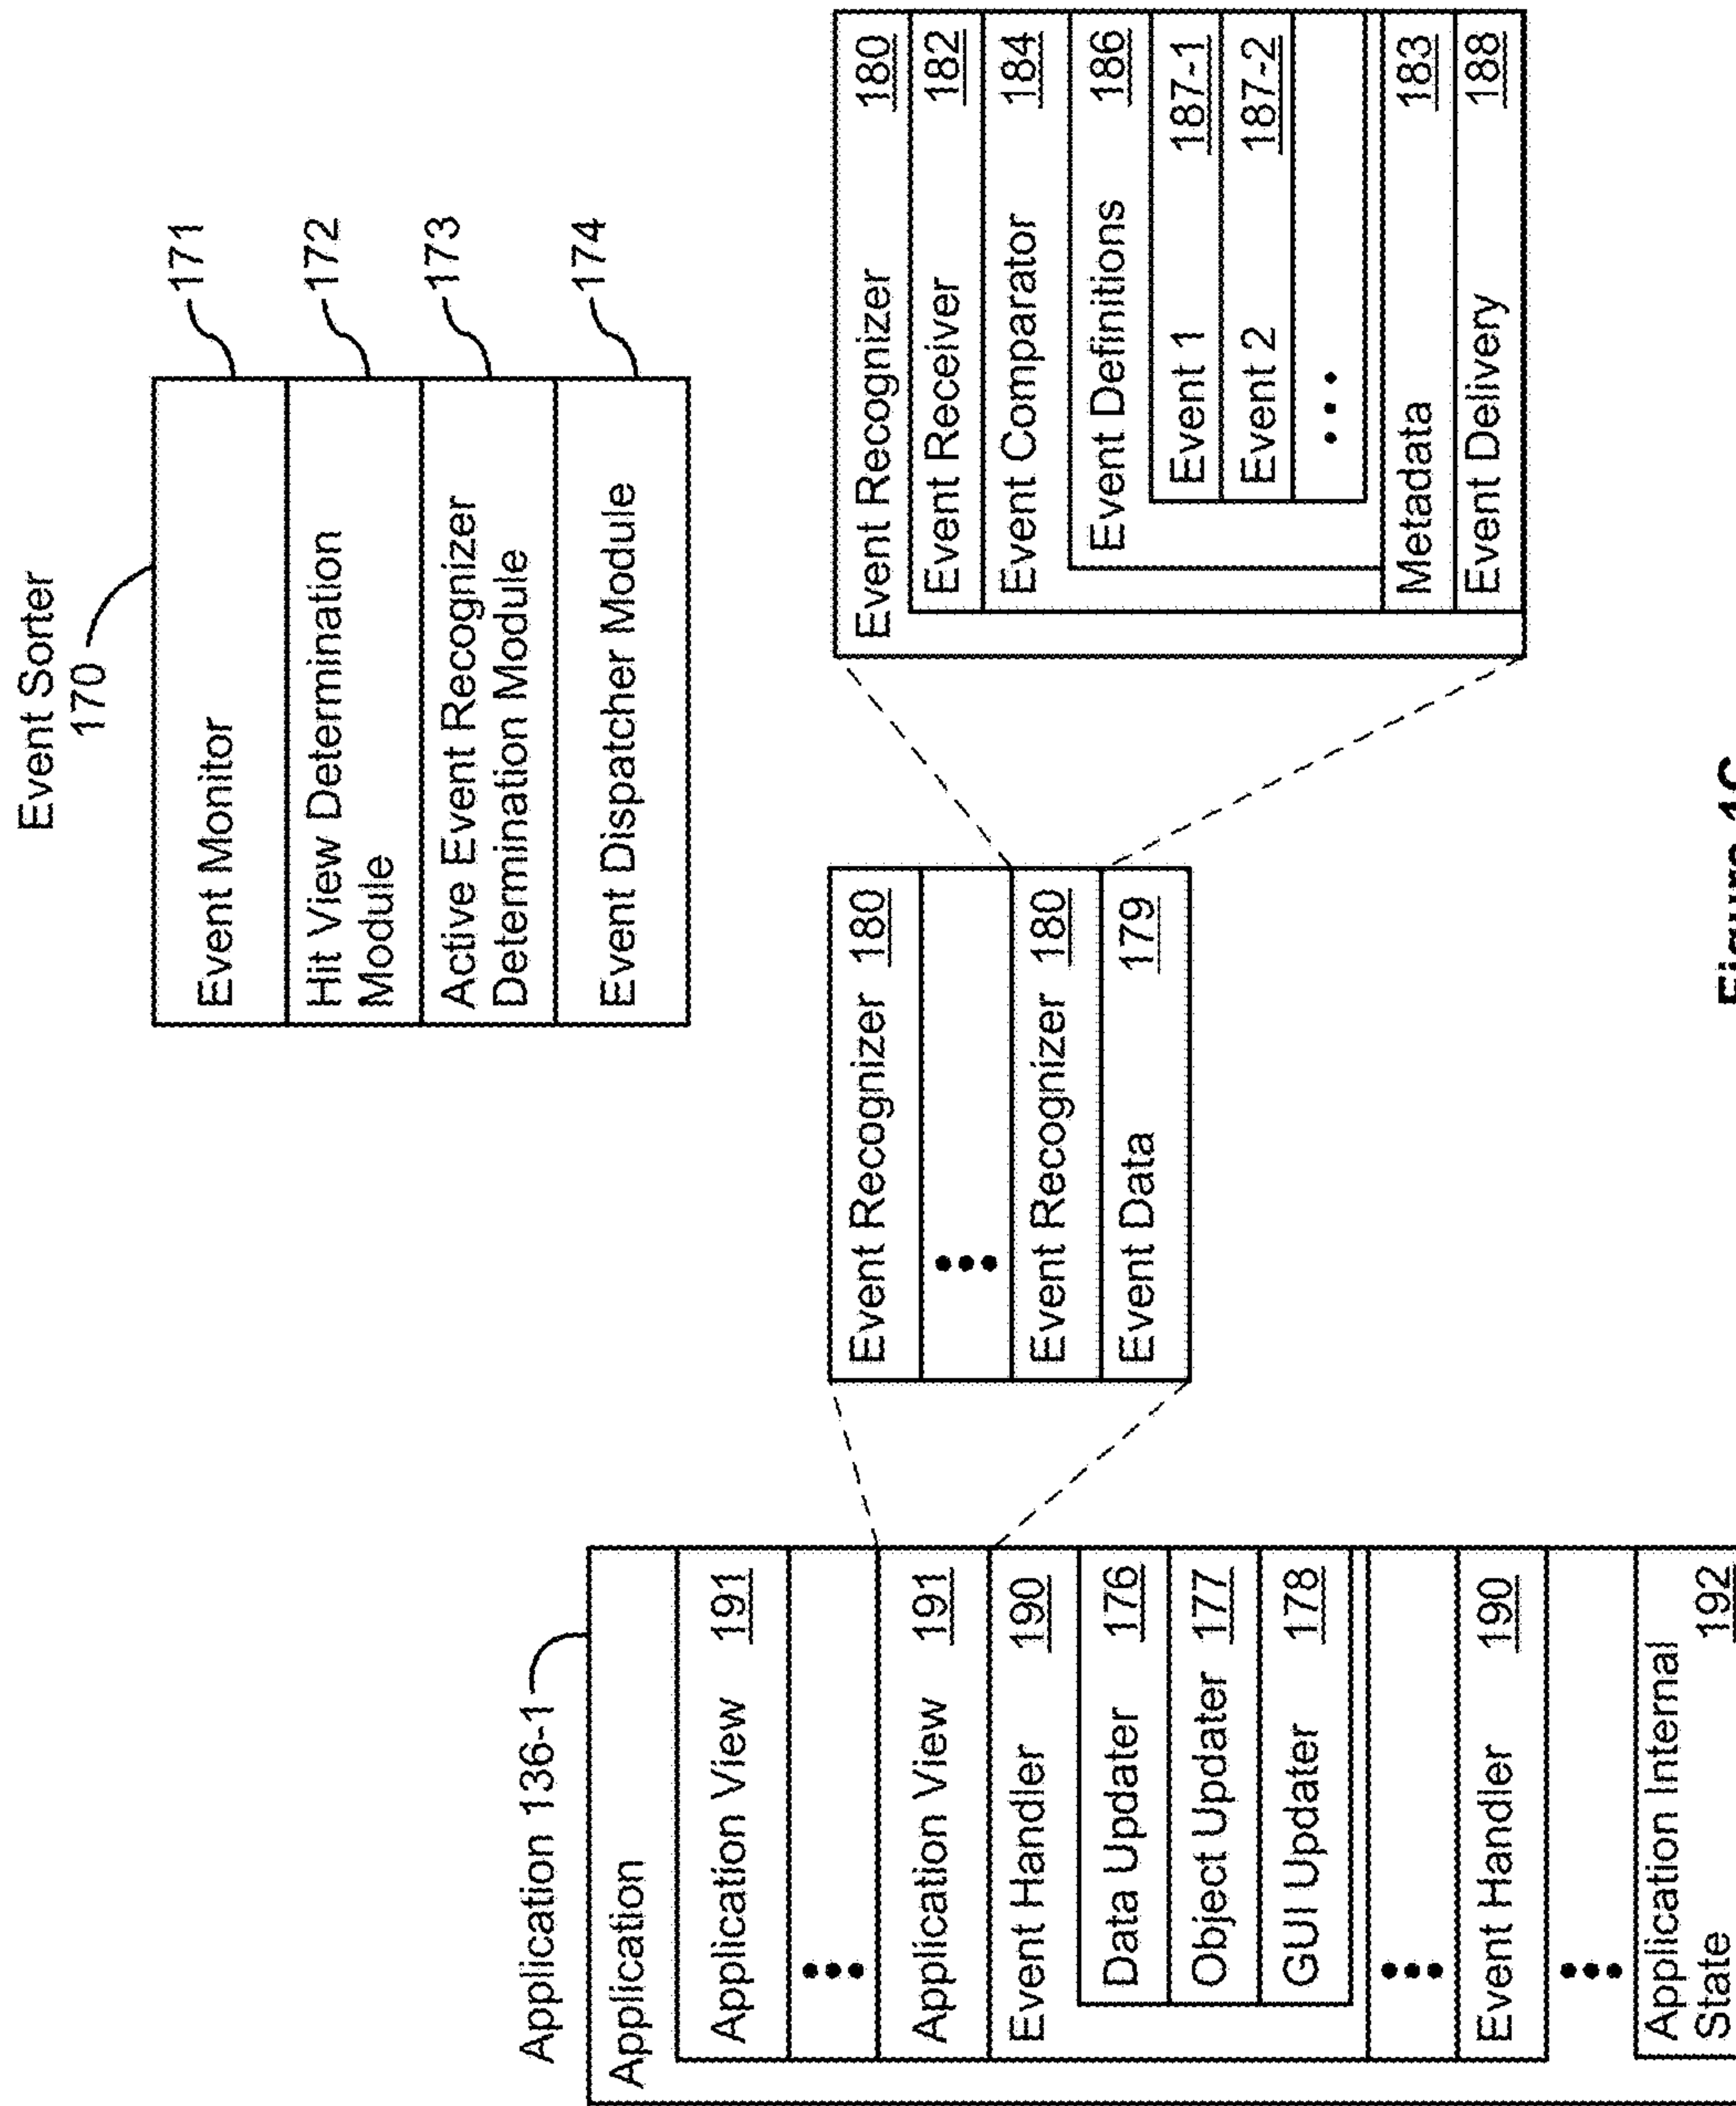 Event Sorter
170
Event Monitor
171
Hit View Determination
Module
172
Active Event Recognizer
Determination Module
173
Event Dispatcher Module
174
Application 136-1
Application
Application View 191
Application View 191
Event Handler 190
Data Updater 176
Object Updater 177
GUI Updater 178
Event Handler 190
Application Internal
State 192
Event Recognizer 180
Event Recognizer 180
Event Data 179
Event Recognizer 180
Event Receiver 182
Event Comparator 184
Event Definitions 186
Event 1 187-1
Event 2 187-2
Metadata 183
Event Delivery 188